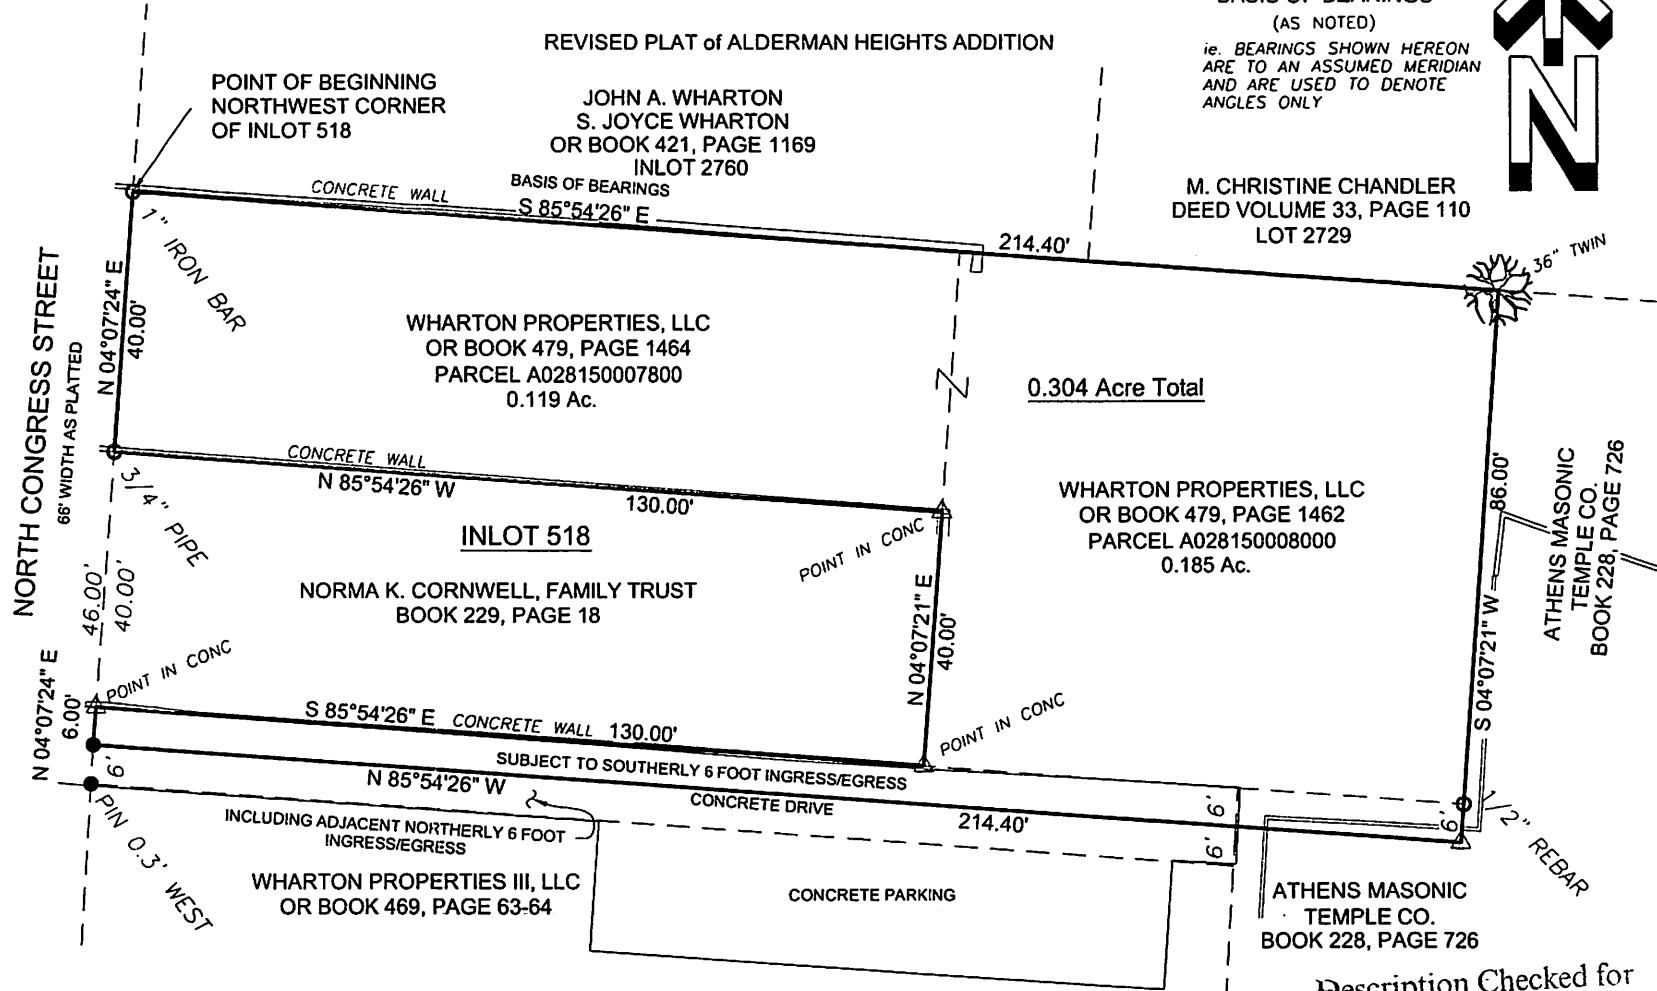 BASIS OF BEARINGS
(AS NOTED)
ie. BEARINGS SHOWN HEREON
ARE TO AN ASSUMED MERIDIAN
AND ARE USED TO DENOTE
ANGLES ONLY
N
REVISED PLAT of ALDERMAN HEIGHTS ADDITION
POINT OF BEGINNING
NORTHWEST CORNER
OF INLOT 518
JOHN A. WHARTON
S. JOYCE WHARTON
OR BOOK 421, PAGE 1169
INLOT 2760
M. CHRISTINE CHANDLER
DEED VOLUME 33, PAGE 110
LOT 2729
CONCRETE WALL
BASIS OF BEARINGS
S 85°54'26" E
214.40'
36" TWIN
1" IRON BAR
NORTH CONGRESS STREET
66' WIDTH AS PLATTED
N 04°07'24" E
40.00'
WHARTON PROPERTIES, LLC
OR BOOK 479, PAGE 1464
PARCEL A028150007800
0.119 Ac.
0.304 Acre Total
CONCRETE WALL
N 85°54'26" W
130.00'
3/4" PIPE
INLOT 518
POINT IN CONC
WHARTON PROPERTIES, LLC
OR BOOK 479, PAGE 1462
PARCEL A028150008000
0.185 Ac.
86.00'
S 04°07'21" W
ATHENS MASONIC
TEMPLE CO.
BOOK 228, PAGE 726
NORMA K. CORNWELL, FAMILY TRUST
BOOK 229, PAGE 18
46.00'
40.00'
N 04°07'21" E
40.00'
N 04°07'24" E
6.00'
POINT IN CONC
S 85°54'26" E
CONCRETE WALL
130.00'
POINT IN CONC
SUBJECT TO SOUTHERLY 6 FOOT INGRESS/EGRESS
6'
N 85°54'26" W
CONCRETE DRIVE
214.40'
6'
6'
6'
1/2" REBAR
PIN 0.3' WEST
INCLUDING ADJACENT NORTHERLY 6 FOOT
INGRESS/EGRESS
WHARTON PROPERTIES III, LLC
OR BOOK 469, PAGE 63-64
CONCRETE PARKING
ATHENS MASONIC
TEMPLE CO.
BOOK 228, PAGE 726
Description Checked for